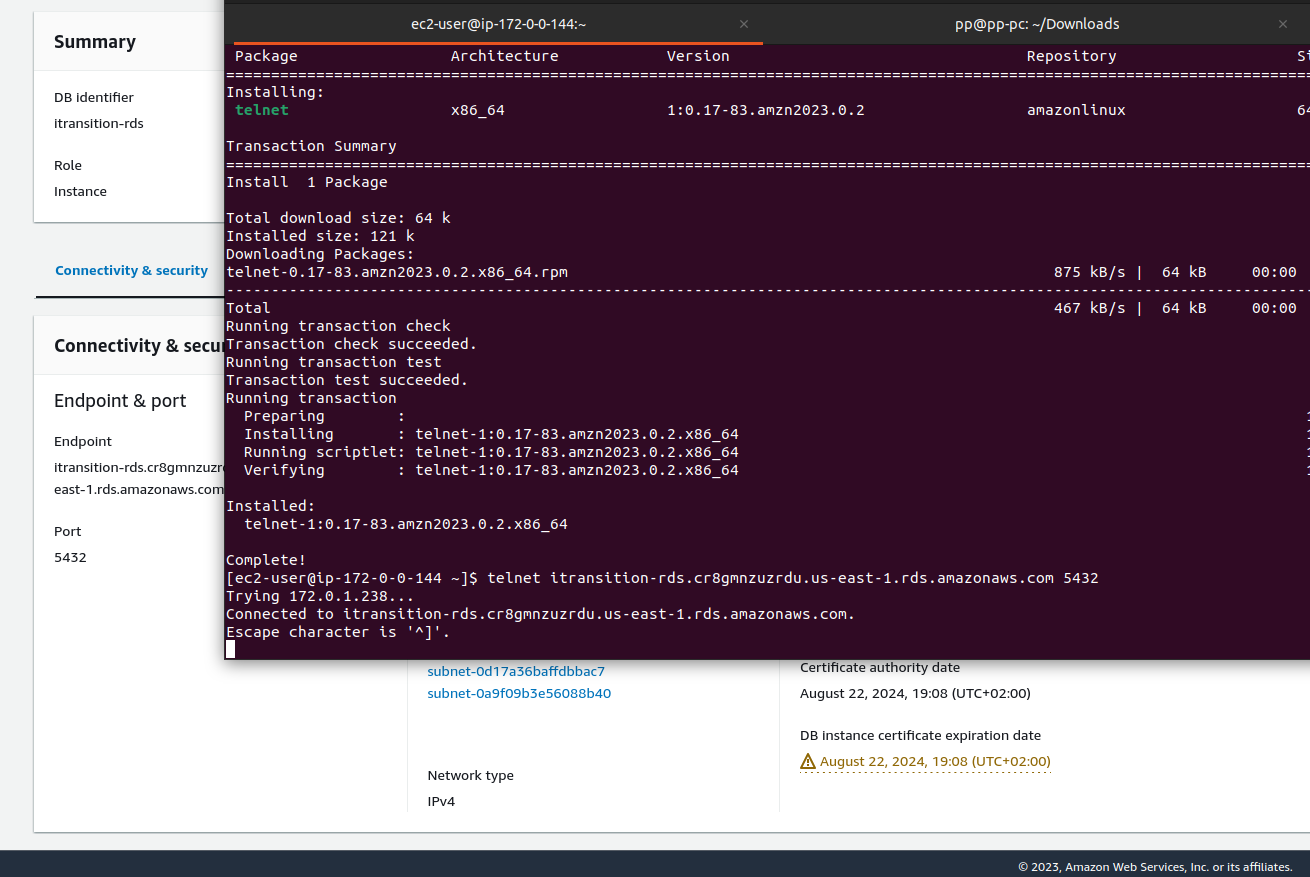 ec2-user@ip-172-0-0-144:~ × pp@pp-pc: ~/Downloads ×
Summary
DB identifier
itransition-rds
Role
Instance
Connectivity & security
Connectivity &
Endpoint & port
Endpoint
itransition-rds.cr8gmnzuzr
east-1.rds.amazonaws.com
Port
5432
Package Architecture Version Repository
================================================================================
Installing:
telnet x86_64 1:0.17-83.amzn2023.0.2 amazonlinux
Transaction Summary
================================================================================
Install 1 Package
Total download size: 64 k
Installed size: 121 k
Downloading Packages:
telnet-0.17-83.amzn2023.0.2.x86_64.rpm 875 kB/s | 64 kB 00:00
--------------------------------------------------------------------------------
Total 467 kB/s | 64 kB 00:00
Running transaction check
Transaction check succeeded.
Running transaction test
Transaction test succeeded.
Running transaction
Preparing :
Installing : telnet-1:0.17-83.amzn2023.0.2.x86_64
Running scriptlet: telnet-1:0.17-83.amzn2023.0.2.x86_64
Verifying : telnet-1:0.17-83.amzn2023.0.2.x86_64
Installed:
telnet-1:0.17-83.amzn2023.0.2.x86_64
Complete!
[ec2-user@ip-172-0-0-144 ~]$ telnet itransition-rds.cr8gmnzuzrdu.us-east-1.rds.amazonaws.com 5432
Trying 172.0.1.238...
Connected to itransition-rds.cr8gmnzuzrdu.us-east-1.rds.amazonaws.com.
Escape character is '^]'.
subnet-0d17a36baffdbbac7
subnet-0a9f09b3e56088b40
Network type
IPv4
Certificate authority date
August 22, 2024, 19:08 (UTC+02:00)
DB instance certificate expiration date
August 22, 2024, 19:08 (UTC+02:00)
© 2023, Amazon Web Services, Inc. or its affiliates.